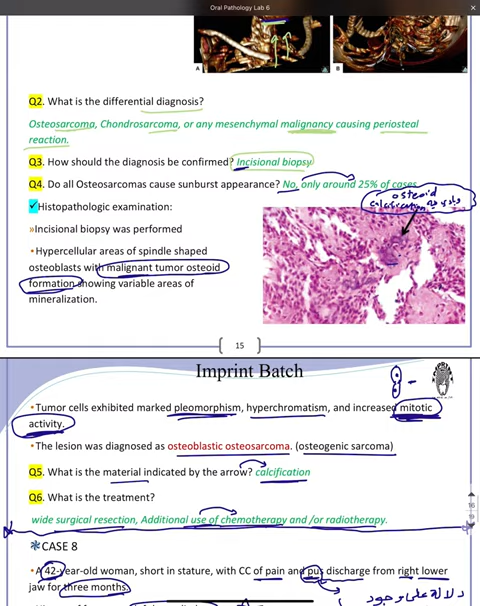 Oral Pathology Lab 6
A
B
Q2. What is the differential diagnosis?
Osteosarcoma, Chondrosarcoma, or any mesenchymal malignancy causing periosteal
reaction.
Q3. How should the diagnosis be confirmed? Incisional biopsy
Q4. Do all Osteosarcomas cause sunburst appearance? No, only around 25% of cases
osteoid
✓Histopathologic examination:
»Incisional biopsy was performed
•Hypercellular areas of spindle shaped
osteoblasts with malignant tumor osteoid
formation showing variable areas of
mineralization.
15
Imprint Batch
•Tumor cells exhibited marked pleomorphism, hyperchromatism, and increased mitotic
activity.
•The lesion was diagnosed as osteoblastic osteosarcoma. (osteogenic sarcoma)
Q5. What is the material indicated by the arrow? calcification
Q6. What is the treatment?
16
wide surgical resection, Additional use of chemotherapy and /or radiotherapy.
CASE 8
•A 42-year-old woman, short in stature, with CC of pain and pus discharge from right lower
jaw for three months.
دلالة على وجود